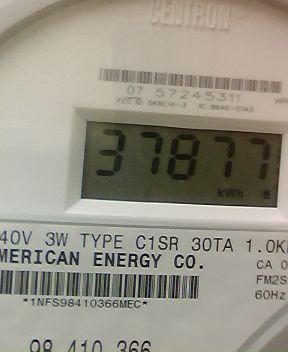 CENTRON®
07 57245311
37877
kWh
40V 3W TYPE C1SR 30TA 1.0K
MERICAN ENERGY CO.
CA 0
FM2S
*1NFS98410366MEC*
60Hz
98 410 366